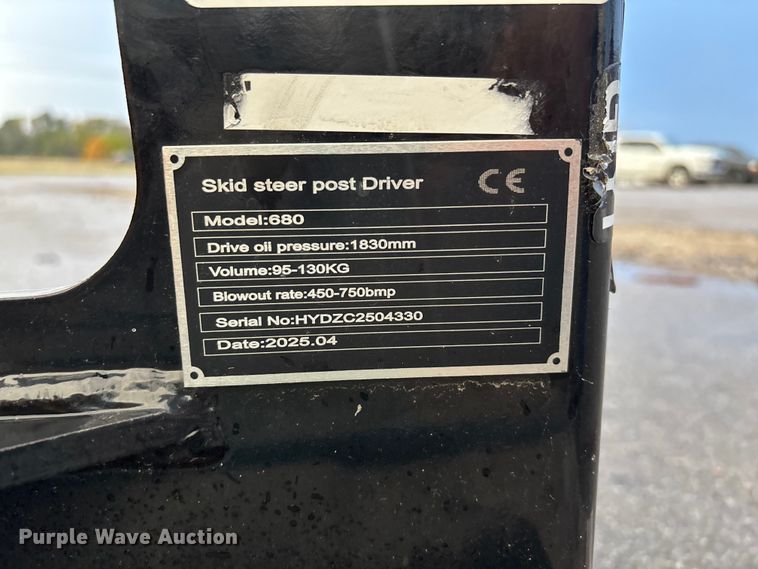 Skid steer post Driver CE
Model:680
Drive oil pressure:1830mm
Volume:95-130KG
Blowout rate:450-750bmp
Serial No:HYDZC2504330
Date:2025.04
Purple Wave Auction